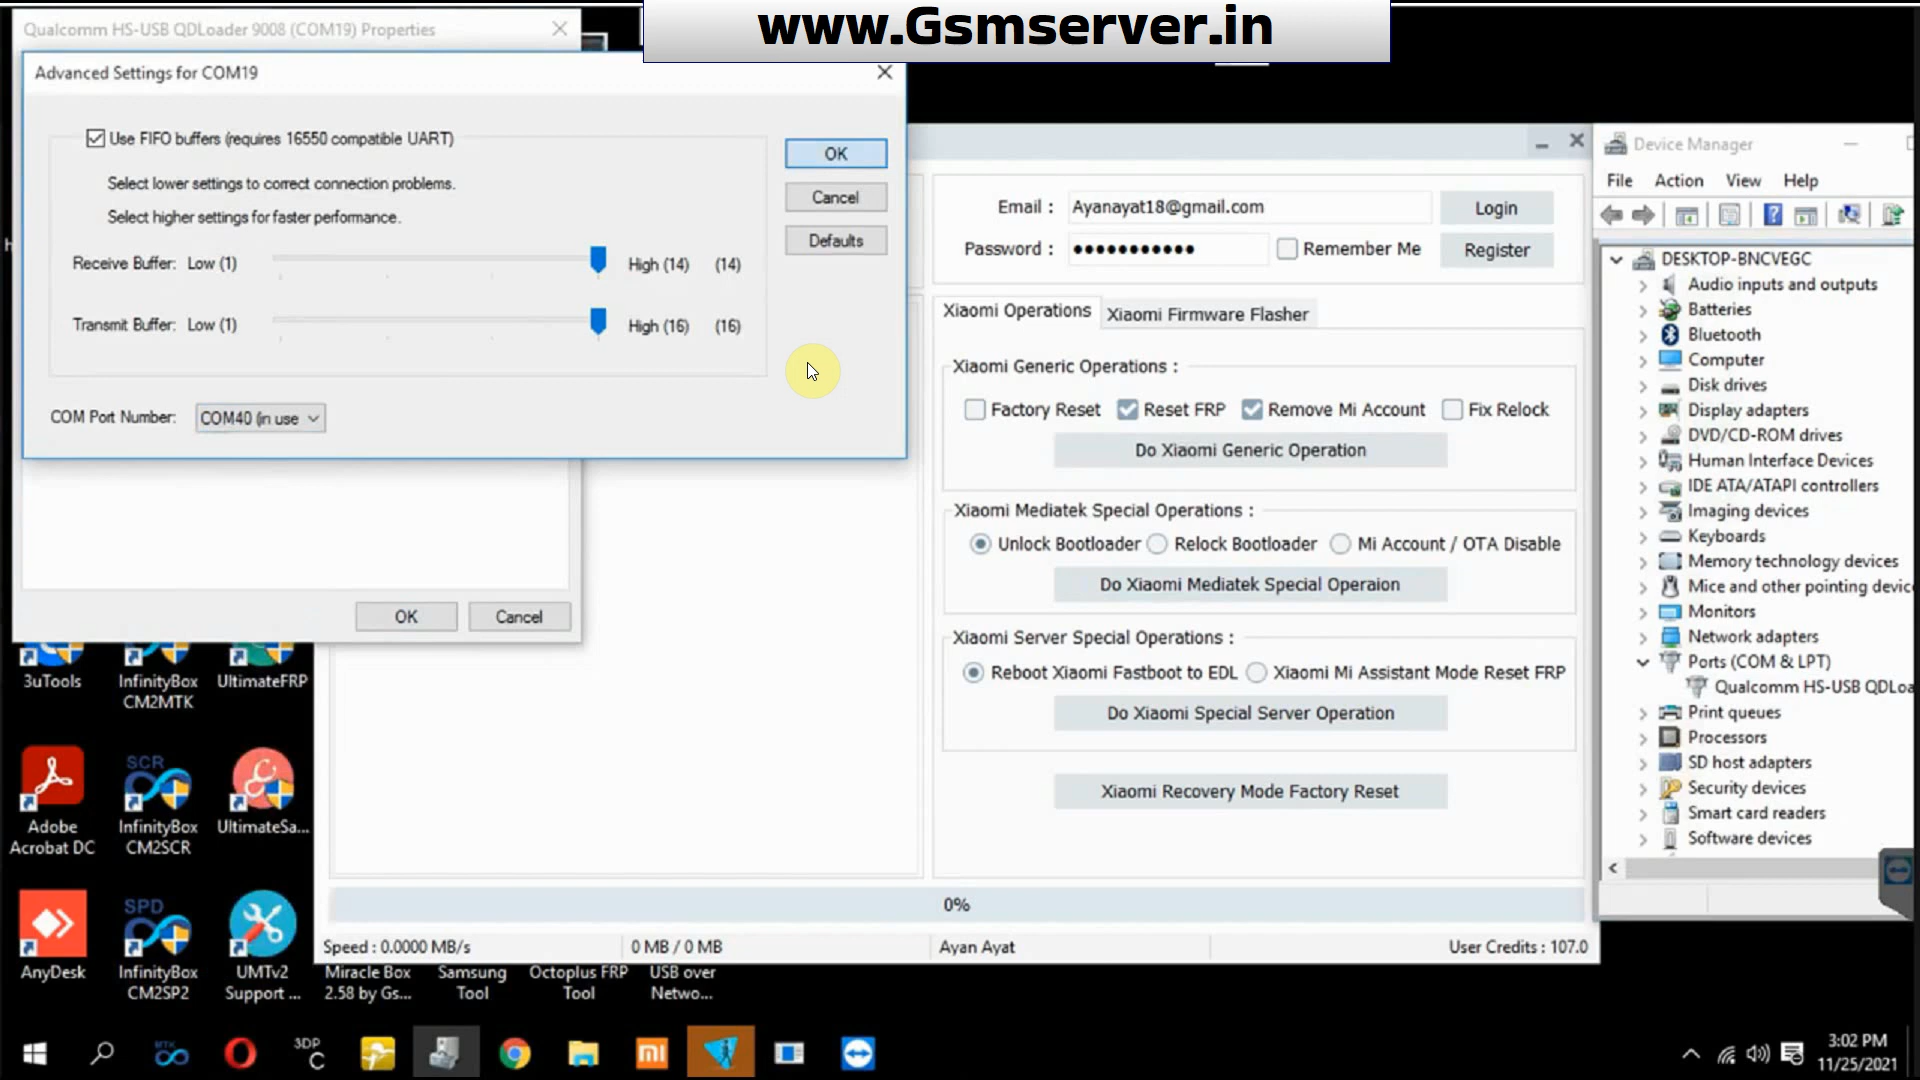 www.Gsmserver.in
Qualcomm HS-USB QDLoader 9008 (COM19) Properties
Advanced Settings for COM19
Use FIFO buffers (requires 16550 compatible UART)
Select lower settings to correct connection problems.
Select higher settings for faster performance.
Receive Buffer: Low (1) High (14) (14)
Transmit Buffer: Low (1) High (16) (16)
COM Port Number: COM40 (in use
OK
Cancel
Defaults
OK Cancel
Email : Ayanayat18@gmail.com Login
Password : ●●●●●●●●●●● Remember Me Register
Xiaomi Operations Xiaomi Firmware Flasher
Xiaomi Generic Operations :
Factory Reset Reset FRP Remove Mi Account Fix Relock
Do Xiaomi Generic Operation
Xiaomi Mediatek Special Operations :
Unlock Bootloader Relock Bootloader Mi Account / OTA Disable
Do Xiaomi Mediatek Special Operaion
Xiaomi Server Special Operations :
Reboot Xiaomi Fastboot to EDL Xiaomi Mi Assistant Mode Reset FRP
Do Xiaomi Special Server Operation
Xiaomi Recovery Mode Factory Reset
0%
Speed : 0.0000 MB/s 0 MB / 0 MB Ayan Ayat User Credits : 107.0
Device Manager
File Action View Help
DESKTOP-BNCVEGC
Audio inputs and outputs
Batteries
Bluetooth
Computer
Disk drives
Display adapters
DVD/CD-ROM drives
Human Interface Devices
IDE ATA/ATAPI controllers
Imaging devices
Keyboards
Memory technology devices
Mice and other pointing devic
Monitors
Network adapters
Ports (COM & LPT)
Qualcomm HS-USB QDLoa
Print queues
Processors
SD host adapters
Security devices
Smart card readers
Software devices
3uTools
InfinityBox
CM2MTK
UltimateFRP
Adobe
Acrobat DC
SCR
InfinityBox
CM2SCR
UltimateSa...
AnyDesk
SPD
InfinityBox
CM2SP2
UMTv2
Support ...
Miracle Box
2.58 by Gs...
Samsung
Tool
Octoplus FRP
Tool
USB over
Netwo...
MTK
3DP
C
mi
3:02 PM
11/25/2021